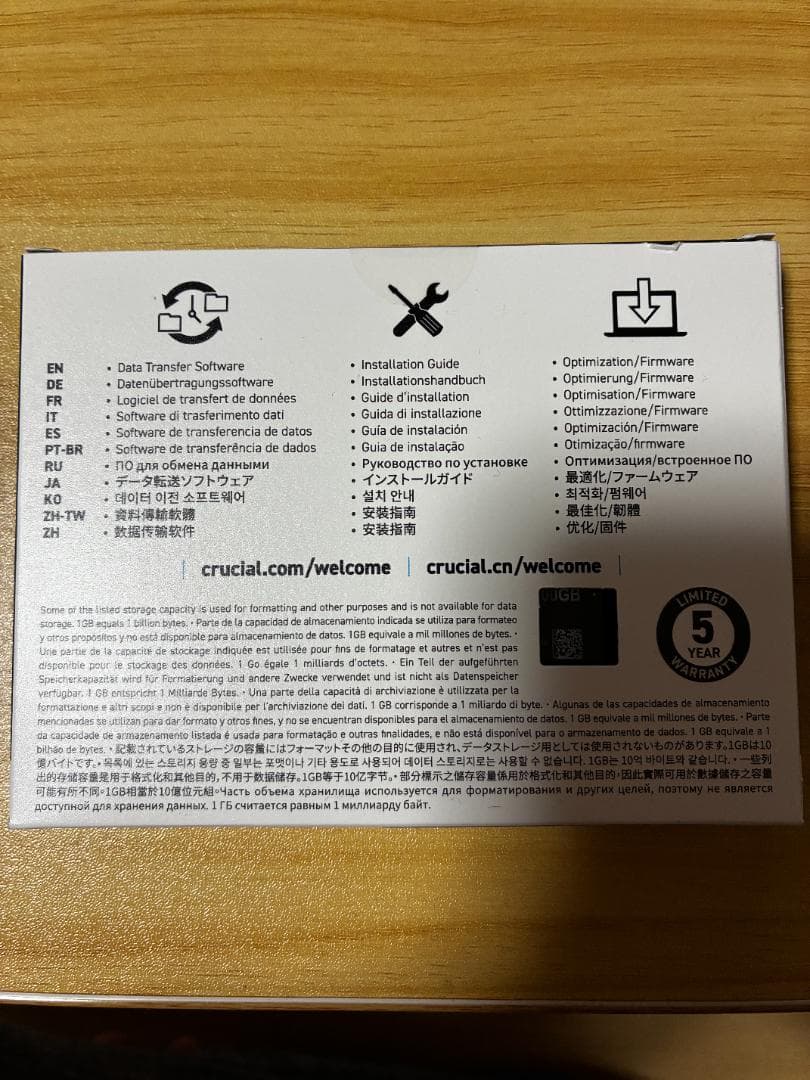 EN • Data Transfer Software • Installation Guide • Optimization/Firmware
DE • Datenübertragungssoftware • Installationshandbuch • Optimierung/Firmware
FR • Logiciel de transfert de données • Guide d'installation • Optimisation/Firmware
IT • Software di trasferimento dati • Guida di installazione • Ottimizzazione/Firmware
ES • Software de transferencia de datos • Guía de instalación • Optimización/Firmware
PT-BR • Software de transferência de dados • Guia de instalação • Otimização/firmware
RU • ПО для обмена данными • Руководство по установке • Оптимизация/встроенное ПО
JA • データ転送ソフトウェア • インストールガイド • 最適化/ファームウェア
KO • 데이터 이전 소프트웨어 • 설치 안내 • 최적화/펌웨어
ZH-TW • 資料傳輸軟體 • 安裝指南 • 最佳化/韌體
ZH • 数据传输软件 • 安装指南 • 优化/固件
crucial.com/welcome | crucial.cn/welcome
Some of the listed storage capacity is used for formatting and other purposes and is not available for data
storage. 1GB equals 1 billion bytes. • Parte de la capacidad de almacenamiento indicada se utiliza para formateo
y otros propósitos y no está disponible para almacenamiento de datos. 1GB equivale a mil millones de bytes. •
Une partie de la capacité de stockage indiquée est utilisée pour fins de formatage et autres et n'est pas
disponible pour le stockage des données. 1 Go égale 1 milliards d'octets. • Ein Teil der aufgeführten
Speicherkapazität wird für Formatierung und andere Zwecke verwendet und ist nicht als Datenspeicher
verfügbar. 1 GB entspricht 1 Milliarde Bytes. • Una parte della capacità di archiviazione è utilizzata per la
formattazione e altri scopi e non è disponibile per l'archiviazione dei dati. 1 GB corrisponde a 1 miliardo di byte. • Algunas de las capacidades de almacenamiento
mencionadas se utilizan para dar formato y otros fines, y no se encuentran disponibles para el almacenamiento de datos. 1 GB equivale a mil millones de bytes. • Parte
da capacidade de armazenamento listada é usada para formatação e outras finalidades, e não está disponível para o armazenamento de dados. 1 GB equivale a 1
bilhão de bytes. • 記載されているストレージの容量にはフォーマットその他の目的に使用され、データストレージ用としては使用されないものがあります。1GBは10
億バイトです。• 목록에 있는 스토리지 용량 중 일부는 포맷이나 기타 용도로 사용되어 데이터 스토리지로는 사용할 수 없습니다. 1GB는 10억 바이트와 같습니다. • 一些列
出的存储容量是用于格式化和其他目的,不用于数据储存。1GB等于10亿字节。• 部分標示之儲存容量係用於格式化和其他目的,因此實際可用於數據儲存之容量
可能有所不同。1GB相當於10億位元組。•Часть объема хранилища используется для форматирования и других целей, поэтому не является
доступной для хранения данных. 1 ГБ считается равным 1 миллиарду байт.
GB
LIMITED
5
YEAR
WARRANTY